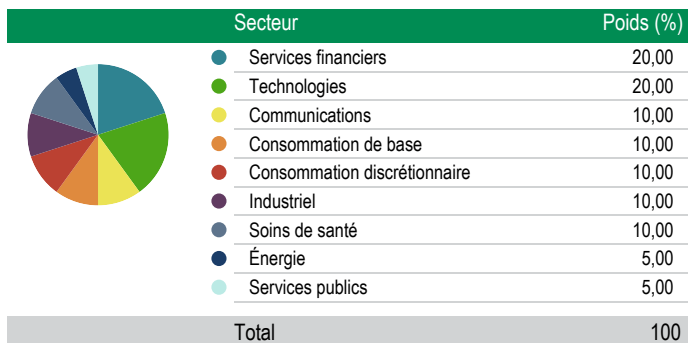 Secteur Poids (%)
Services financiers 20,00
Technologies 20,00
Communications 10,00
Consommation de base 10,00
Consommation discrétionnaire 10,00
Industriel 10,00
Soins de santé 10,00
Énergie 5,00
Services publics 5,00
Total 100